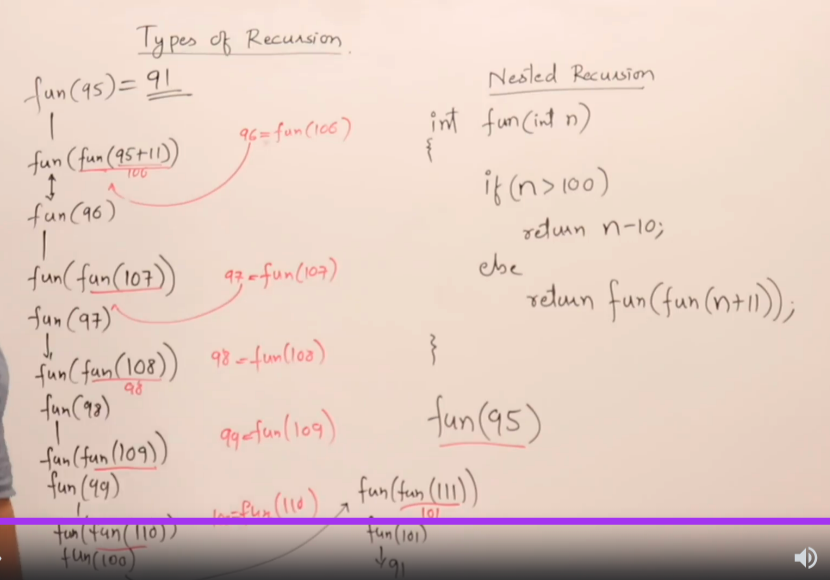 Types of Recursion
fun(95) = 91
fun(fun(95+11))
106
96=fun(106)
fun(96)
fun(fun(107))
97=fun(107)
fun(97)
fun(fun(108))
98
98=fun(108)
fun(98)
fun(fun(109))
99=fun(109)
fun(99)
fun(fun(110))
=fun(110)
fun(100)
fun(fun(111))
101
fun(101)
91
Nested Recursion
int fun(int n)
{
if(n>100)
return n-10;
else
return fun(fun(n+11));
}
fun(95)